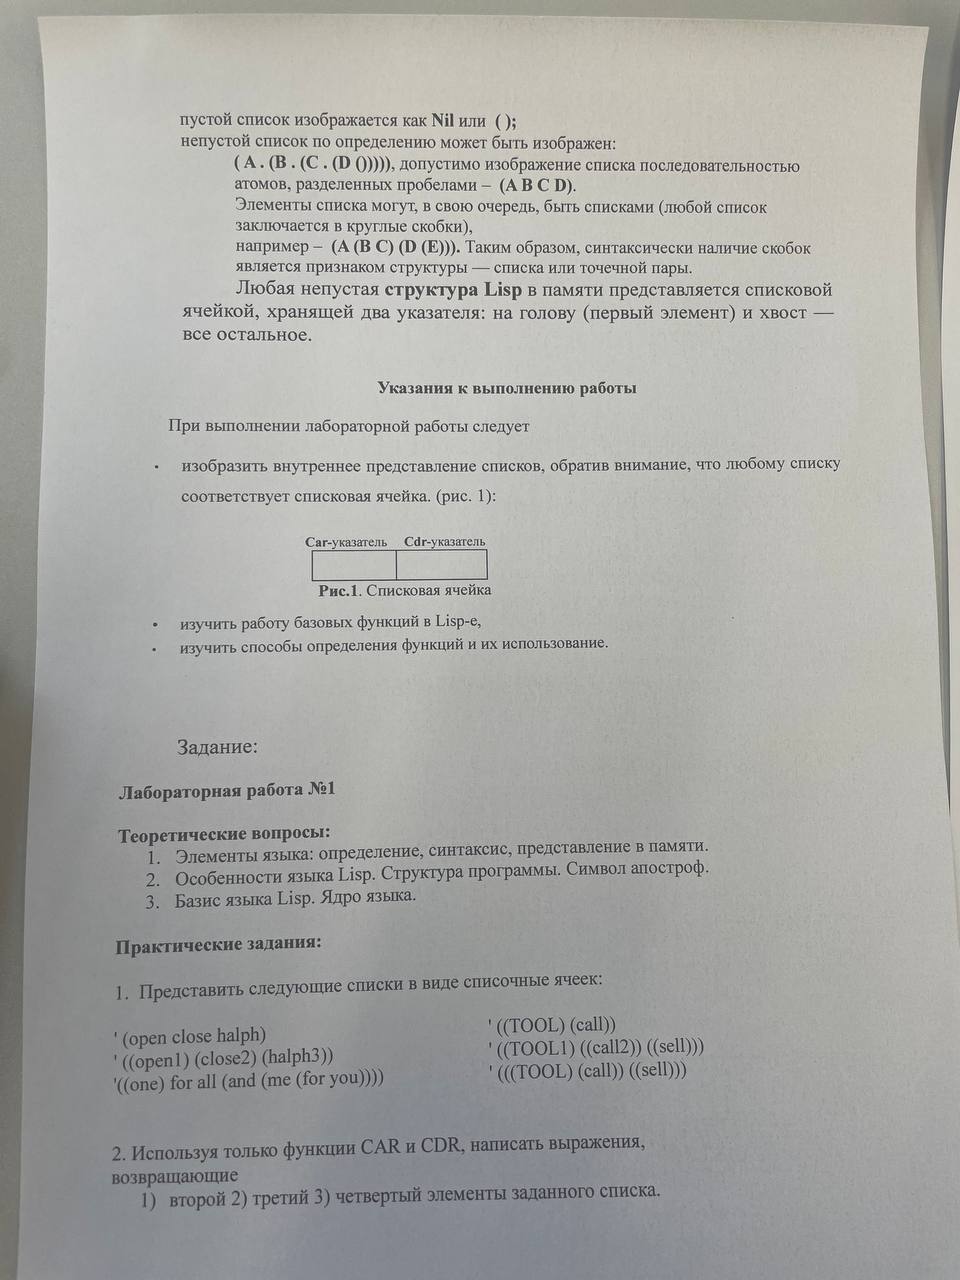 пустой список изображается как Nil или ( );
непустой список по определению может быть изображен:
( A . (B . (C . (D ())))), допустимо изображение списка последовательностью
атомов, разделенных пробелами – (A B C D).
Элементы списка могут, в свою очередь, быть списками (любой список
заключается в круглые скобки),
например – (A (B C) (D (E))). Таким образом, синтаксически наличие скобок
является признаком структуры — списка или точечной пары.
Любая непустая структура Lisp в памяти представляется списковой
ячейкой, хранящей два указателя: на голову (первый элемент) и хвост —
все остальное.
Указания к выполнению работы
При выполнении лабораторной работы следует
• изобразить внутреннее представление списков, обратив внимание, что любому списку
соответствует списковая ячейка. (рис. 1):
Car-указатель Cdr-указатель
Рис.1. Списковая ячейка
• изучить работу базовых функций в Lisp-е,
• изучить способы определения функций и их использование.
Задание:
Лабораторная работа №1
Теоретические вопросы:
1. Элементы языка: определение, синтаксис, представление в памяти.
2. Особенности языка Lisp. Структура программы. Символ апостроф.
3. Базис языка Lisp. Ядро языка.
Практические задания:
1. Представить следующие списки в виде списочных ячеек:
' (open close halph)
' ((open1) (close2) (halph3))
'((one) for all (and (me (for you))))
' ((TOOL) (call))
' ((TOOL1) ((call2)) ((sell)))
' (((TOOL) (call)) ((sell)))
2. Используя только функции CAR и CDR, написать выражения,
возвращающие
1) второй 2) третий 3) четвертый элементы заданного списка.